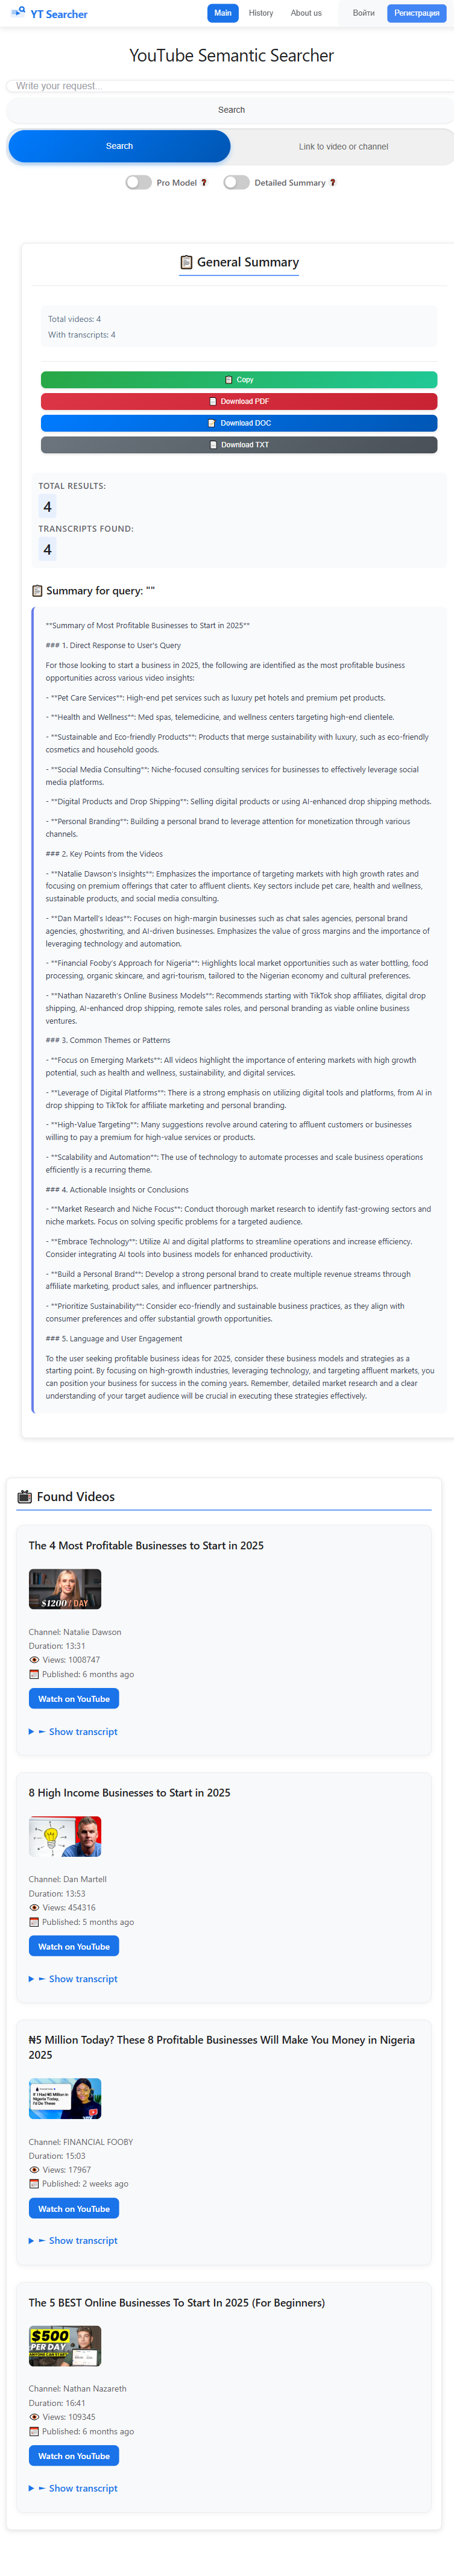 YT Searcher
Main
History
About us
Войти
Регистрация
YouTube Semantic Searcher
Write your request...
Search
Search
Link to video or channel
Pro Model ?
Detailed Summary ?
General Summary
Total videos: 4
With transcripts: 4
Copy
Download PDF
Download DOC
Download TXT
TOTAL RESULTS:
4
TRANSCRIPTS FOUND:
4
Summary for query: ""
**Summary of Most Profitable Businesses to Start in 2025**
### 1. Direct Response to User's Query
For those looking to start a business in 2025, the following are identified as the most profitable business
opportunities across various video insights:
- **Pet Care Services**: High-end pet services such as luxury pet hotels and premium pet products.
- **Health and Wellness**: Med spas, telemedicine, and wellness centers targeting high-end clientele.
- **Sustainable and Eco-friendly Products**: Products that merge sustainability with luxury, such as eco-friendly
cosmetics and household goods.
- **Social Media Consulting**: Niche-focused consulting services for businesses to effectively leverage social
media platforms.
- **Digital Products and Drop Shipping**: Selling digital products or using AI-enhanced drop shipping methods.
- **Personal Branding**: Building a personal brand to leverage attention for monetization through various
channels.
### 2. Key Points from the Videos
- **Natalie Dawson's Insights**: Emphasizes the importance of targeting markets with high growth rates and
focusing on premium offerings that cater to affluent clients. Key sectors include pet care, health and wellness,
sustainable products, and social media consulting.
- **Dan Martell's Ideas**: Focuses on high-margin businesses such as chat sales agencies, personal brand
agencies, ghostwriting, and AI-driven businesses. Emphasizes the value of gross margins and the importance of
leveraging technology and automation.
- **Financial Fooby's Approach for Nigeria**: Highlights local market opportunities such as water bottling, food
processing, organic skincare, and agri-tourism, tailored to the Nigerian economy and cultural preferences.
- **Nathan Nazareth's Online Business Models**: Recommends starting with TikTok shop affiliates, digital drop
shipping, AI-enhanced drop shipping, remote sales roles, and personal branding as viable online business
ventures.
### 3. Common Themes or Patterns
- **Focus on Emerging Markets**: All videos highlight the importance of entering markets with high growth
potential, such as health and wellness, sustainability, and digital services.
- **Leverage of Digital Platforms**: There is a strong emphasis on utilizing digital tools and platforms, from AI in
drop shipping to TikTok for affiliate marketing and personal branding.
- **High-Value Targeting**: Many suggestions revolve around catering to affluent customers or businesses
willing to pay a premium for high-value services or products.
- **Scalability and Automation**: The use of technology to automate processes and scale business operations
efficiently is a recurring theme.
### 4. Actionable Insights or Conclusions
- **Market Research and Niche Focus**: Conduct thorough market research to identify fast-growing sectors and
niche markets. Focus on solving specific problems for a targeted audience.
- **Embrace Technology**: Utilize AI and digital platforms to streamline operations and increase efficiency.
Consider integrating AI tools into business models for enhanced productivity.
- **Build a Personal Brand**: Develop a strong personal brand to create multiple revenue streams through
affiliate marketing, product sales, and influencer partnerships.
- **Prioritize Sustainability**: Consider eco-friendly and sustainable business practices, as they align with
consumer preferences and offer substantial growth opportunities.
### 5. Language and User Engagement
To the user seeking profitable business ideas for 2025, consider these business models and strategies as a
starting point. By focusing on high-growth industries, leveraging technology, and targeting affluent markets, you
can position your business for success in the coming years. Remember, detailed market research and a clear
understanding of your target audience will be crucial in executing these strategies effectively.
Found Videos
The 4 Most Profitable Businesses to Start in 2025
$1200 / DAY
Channel: Natalie Dawson
Duration: 13:31
Views: 1008747
Published: 6 months ago
Watch on YouTube
Show transcript
8 High Income Businesses to Start in 2025
Channel: Dan Martell
Duration: 13:53
Views: 454316
Published: 5 months ago
Watch on YouTube
Show transcript
₦5 Million Today? These 8 Profitable Businesses Will Make You Money in Nigeria
2025
If I Had ₦5 Million in
Nigeria Today,
I'd Do These
Channel: FINANCIAL FOOBY
Duration: 15:03
Views: 17967
Published: 2 weeks ago
Watch on YouTube
Show transcript
The 5 BEST Online Businesses To Start In 2025 (For Beginners)
$500
PER DAY
Channel: Nathan Nazareth
Duration: 16:41
Views: 109345
Published: 6 months ago
Watch on YouTube
Show transcript